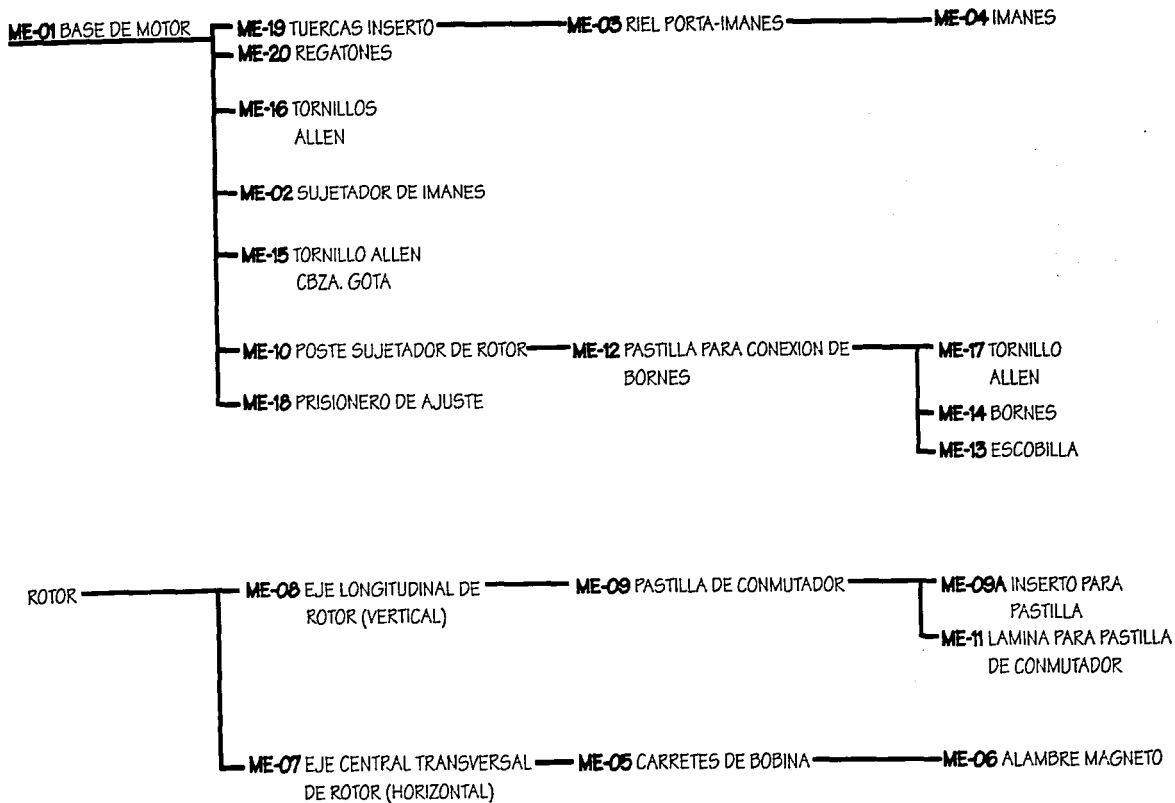 ME-01 BASE DE MOTOR
ME-19 TUERCAS INSERTO
ME-03 RIEL PORTA-IMANES
ME-04 IMANES
ME-20 REGATONES
ME-16 TORNILLOS
ALLEN
ME-02 SUJETADOR DE IMANES
ME-15 TORNILLO ALLEN
CBZA. GOTA
ME-10 POSTE SUJETADOR DE ROTOR
ME-12 PASTILLA PARA CONEXION DE
BORNES
ME-17 TORNILLO
ALLEN
ME-18 PRISIONERO DE AJUSTE
ME-14 BORNES
ME-13 ESCOBILLA
ROTOR
ME-08 EJE LONGITUDINAL DE
ROTOR (VERTICAL)
ME-09 PASTILLA DE CONMUTADOR
ME-09A INSERTO PARA
PASTILLA
ME-11 LAMINA PARA PASTILLA
DE CONMUTADOR
ME-07 EJE CENTRAL TRANSVERSAL
DE ROTOR (HORIZONTAL)
ME-05 CARRETES DE BOBINA
ME-06 ALAMBRE MAGNETO